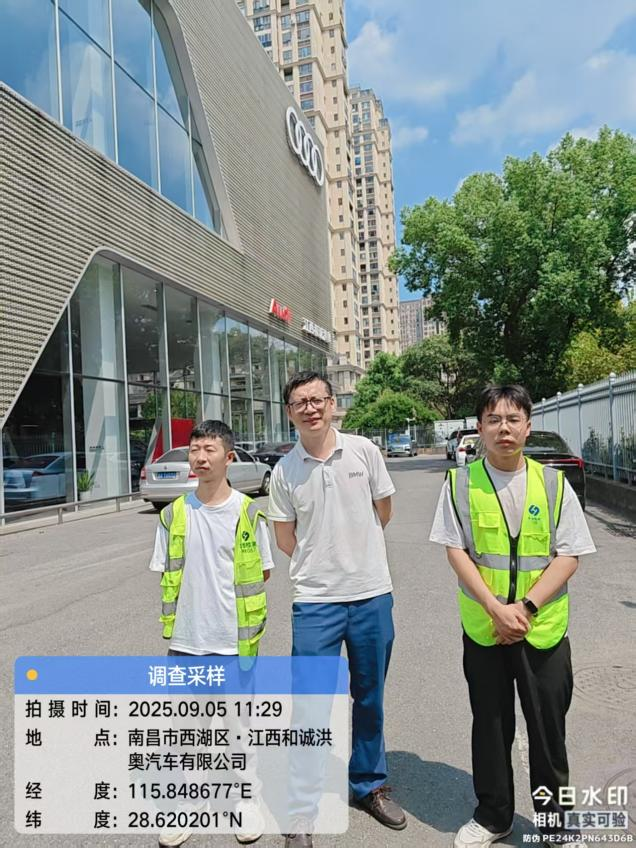 Audi
BMW
调查采样
拍摄时间: 2025.09.05 11:29
地 点: 南昌市西湖区·江西和诚洪
奥汽车有限公司
经 度: 115.848677°E
纬 度: 28.620201°N
今日水印
相机 真实可验
防伪 PE24K2PN643D6B